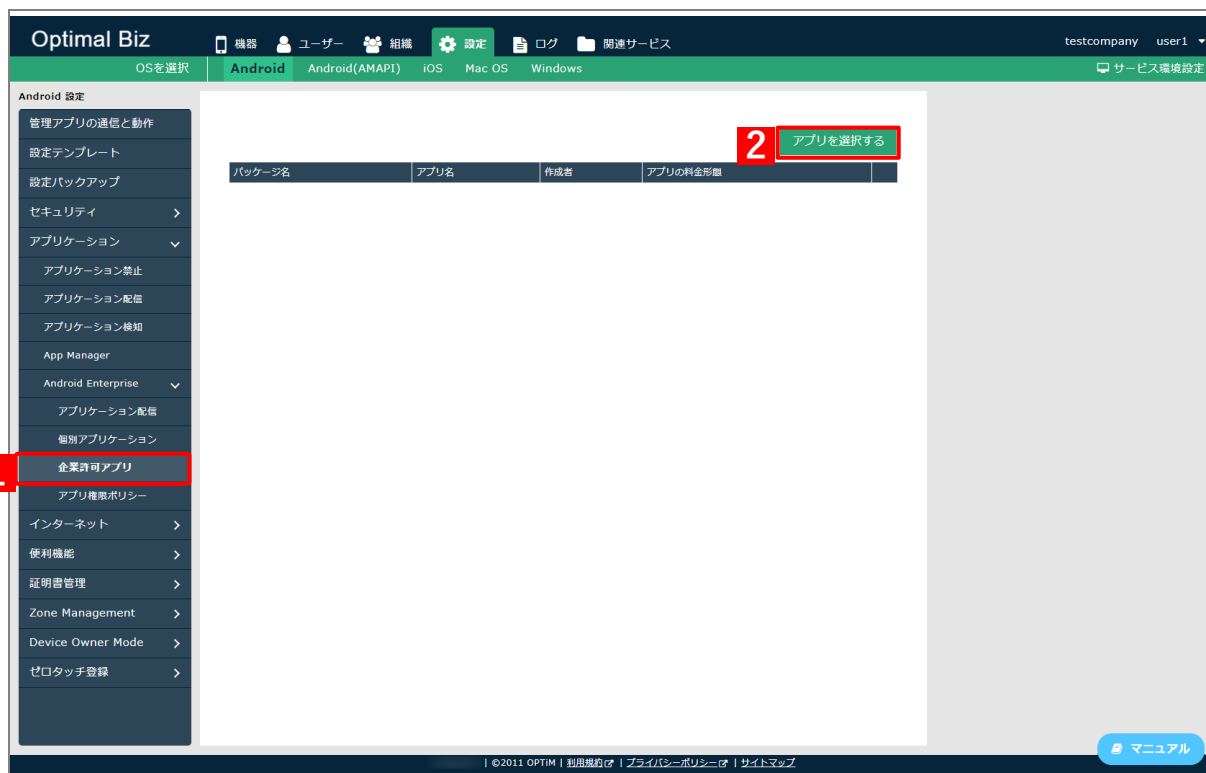 Optimal Biz 機器 ユーザー 組織 設定 ログ 関連サービス testcompany user1
OSを選択 Android Android(AMAPI) iOS Mac OS Windows サービス環境設定
Android 設定
管理アプリの通信と動作
設定テンプレート
設定バックアップ
セキュリティ
アプリケーション
アプリケーション禁止
アプリケーション配信
アプリケーション検知
App Manager
Android Enterprise
アプリケーション配信
個別アプリケーション
企業許可アプリ
アプリ権限ポリシー
インターネット
便利機能
証明書管理
Zone Management
Device Owner Mode
ゼロタッチ登録
2 アプリを選択する
パッケージ名 アプリ名 作成者 アプリの料金形態
マニュアル
| ©2011 OPTiM | 利用規約 | プライバシーポリシー | サイトマップ